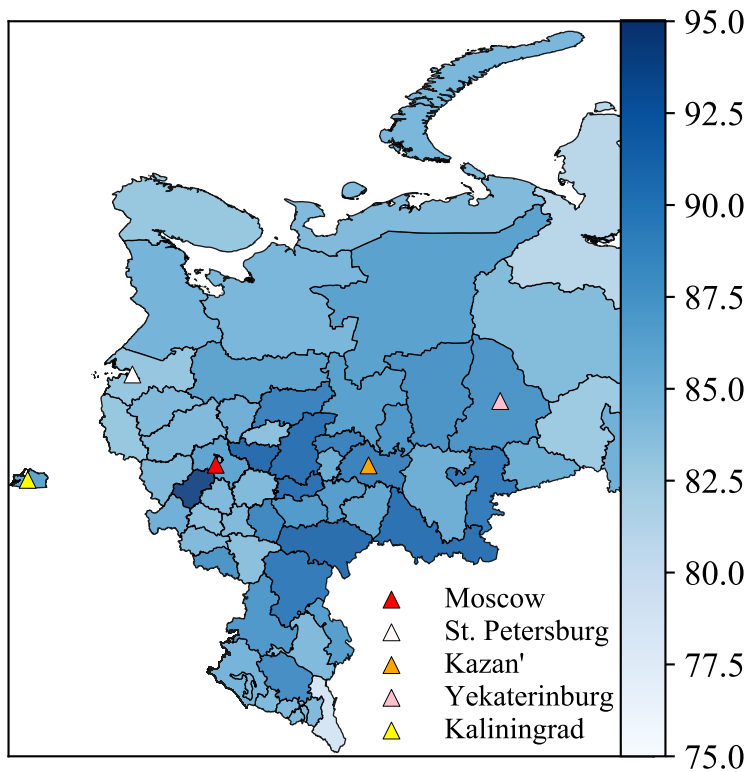 95.0
92.5
90.0
87.5
85.0
82.5
80.0
77.5
75.0
Moscow
St. Petersburg
Kazan'
Yekaterinburg
Kaliningrad